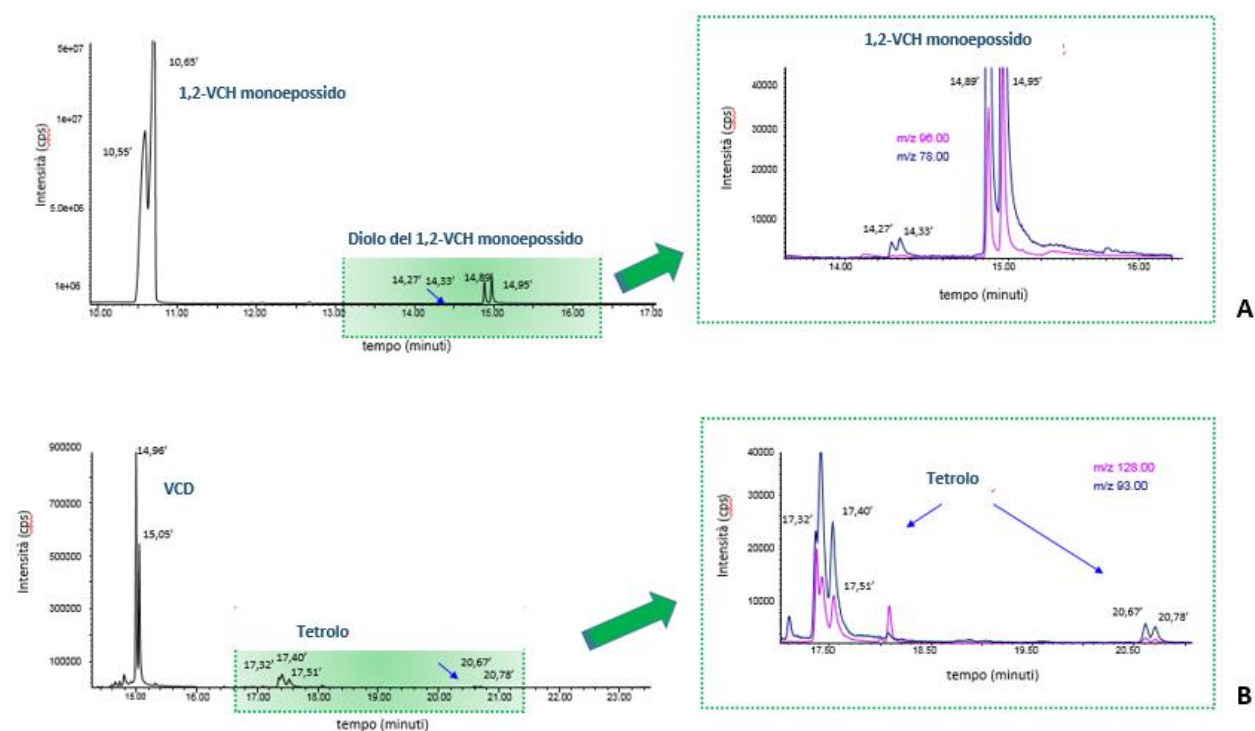 5e+07
10,65'
1,2-VCH monoepossido
1e+07
10,55'
Intensità (cps)
5.0e+06
Diolo del 1,2-VCH monoepossido
14,27' 14,33' 14,89' 14,95'
1e+06
10.00 11.00 12.00 13.00 14.00 15.00 16.00 17.00
tempo (minuti)
1,2-VCH monoepossido
40000
14,89' 14,95'
Intensità (cps)
30000
m/z 96.00
m/z 78.00
20000
10000
14,27' 14,33'
14.00 15.00 16.00
tempo (minuti)
A
900000
14,96'
VCD
700000
15,05'
Intensità (cps)
500000
300000
Tetrolo
100000
17,32' 17,40' 17,51' 20,67' 20,78'
15.00 16.00 17.00 18.00 19.00 20.00 21.00 22.00 23.00
tempo (minuti)
40000
m/z 128.00
m/z 93.00
Tetrolo
30000
17,32' 17,40'
Intensità (cps)
20000
17,51'
10000
20,67' 20,78'
17.50 18.50 19.50 20.50
tempo (minuti)
B